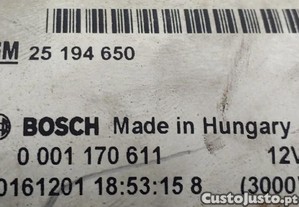 GM 25 194 650
BOSCH Made in Hungary
0 001 170 611 12V
0161201 18:53:15 8 (3000
CustoJusto.pt